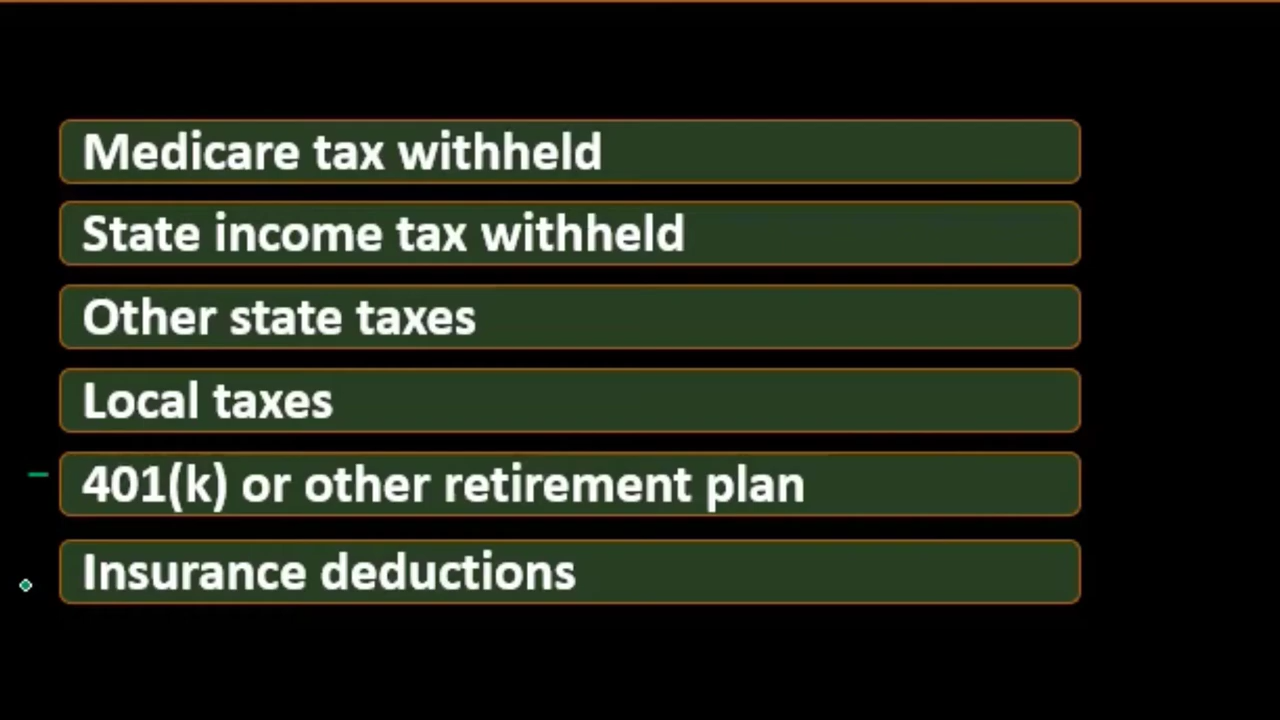 Medicare tax withheld
State income tax withheld
Other state taxes
Local taxes
401(k) or other retirement plan
Insurance deductions